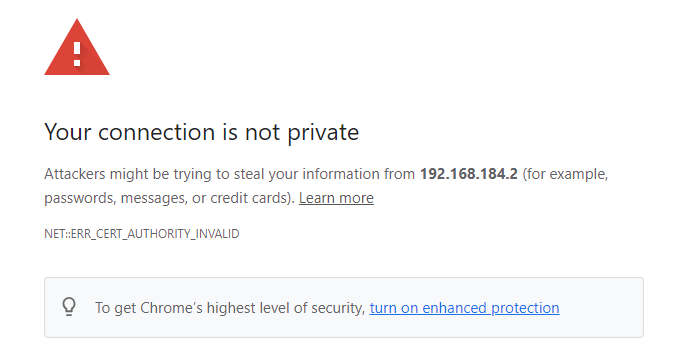 Your connection is not private
Attackers might be trying to steal your information from 192.168.184.2 (for example,
passwords, messages, or credit cards). Learn more
NET::ERR_CERT_AUTHORITY_INVALID
To get Chrome’s highest level of security, turn on enhanced protection